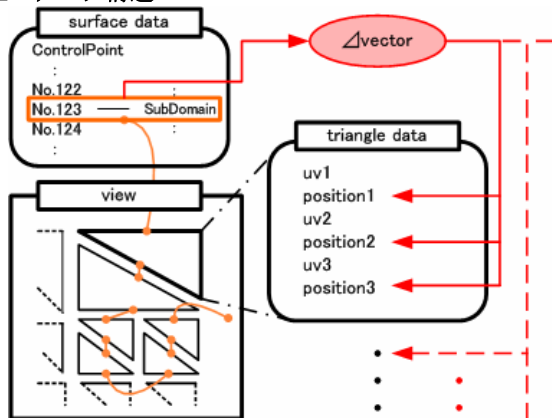 surface data
ControlPoint
:
No.122 :
No.123 — SubDomain
No.124 :
:
⊿vector
triangle data
uv1
position1
uv2
position2
uv3
position3
view